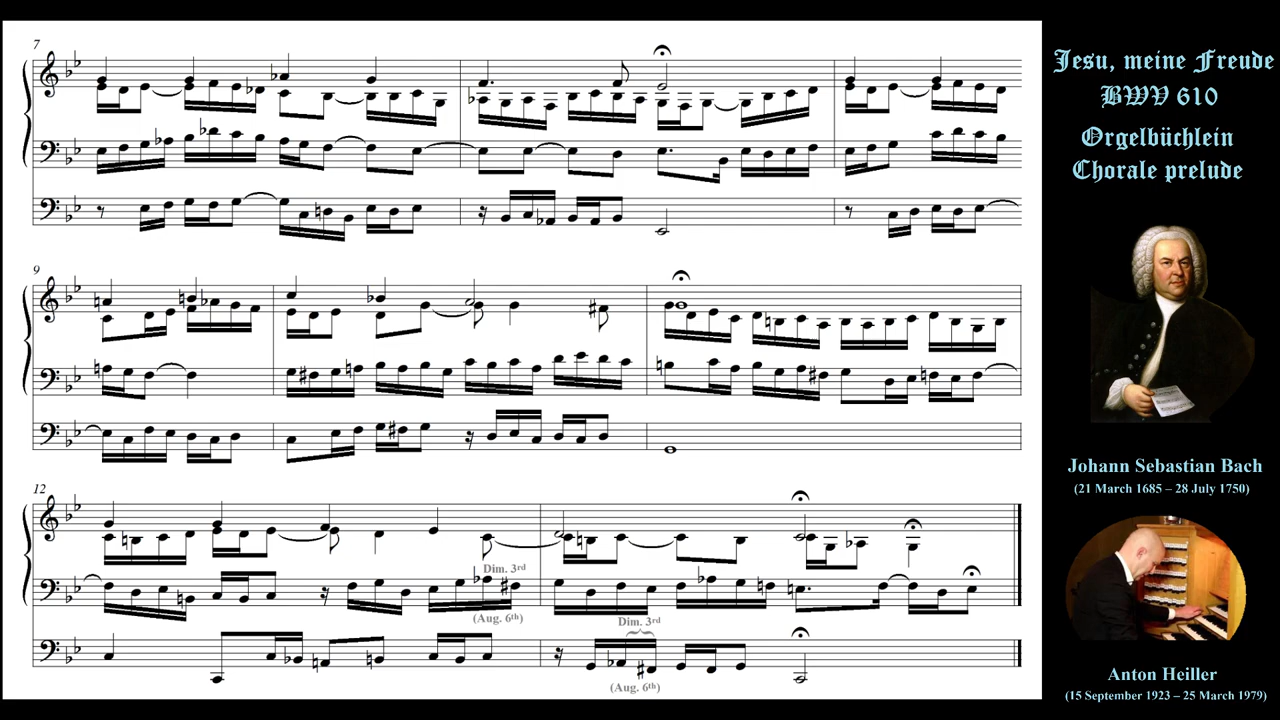 7
9
12
Dim. 3rd
(Aug. 6th)
Dim. 3rd
(Aug. 6th)
Jesu, meine Freude
BWV 610
Orgelbüchlein
Chorale prelude
Johann Sebastian Bach
(21 March 1685 – 28 July 1750)
Anton Heiller
(15 September 1923 – 25 March 1979)